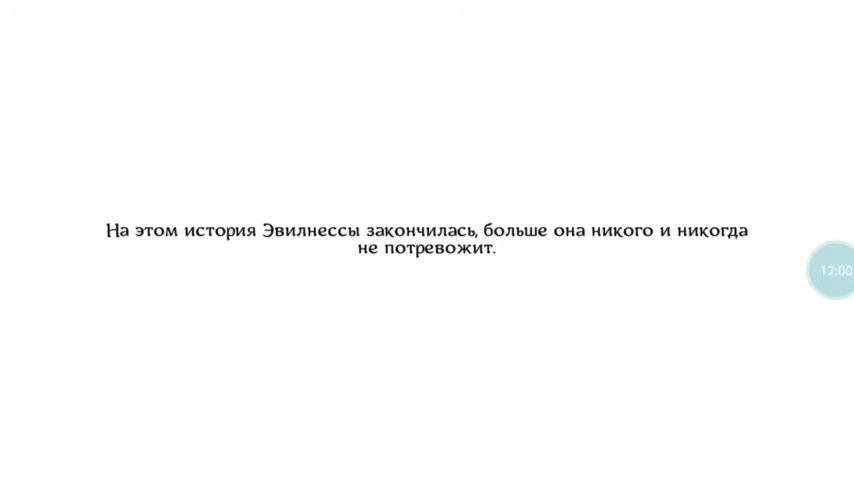 На этом история Эвилнессы закончилась, больше она никого и никогда
не потревожит.
12:00